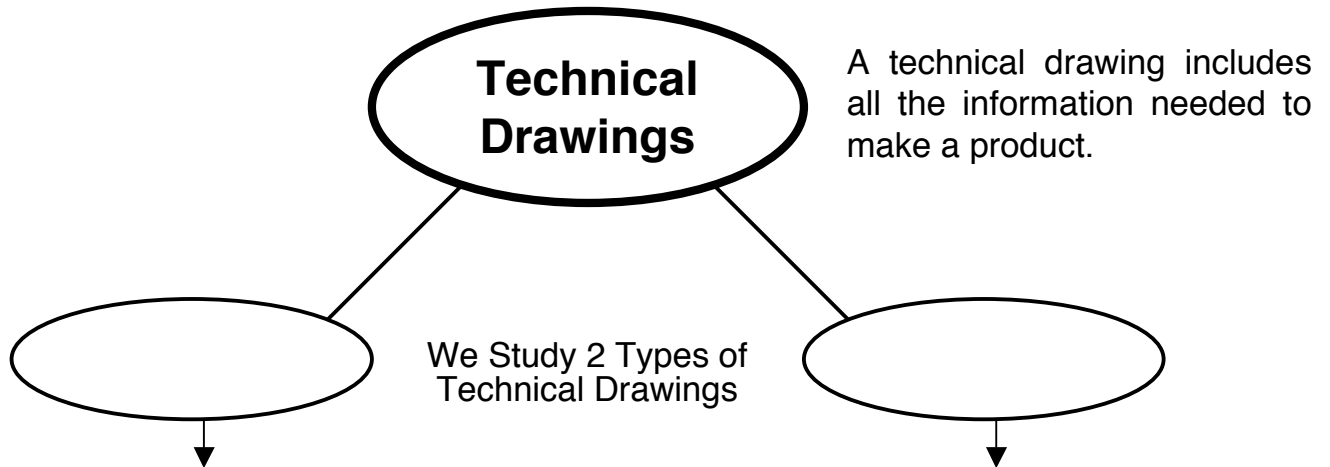 Technical
Drawings
A technical drawing includes
all the information needed to
make a product.
We Study 2 Types of
Technical Drawings